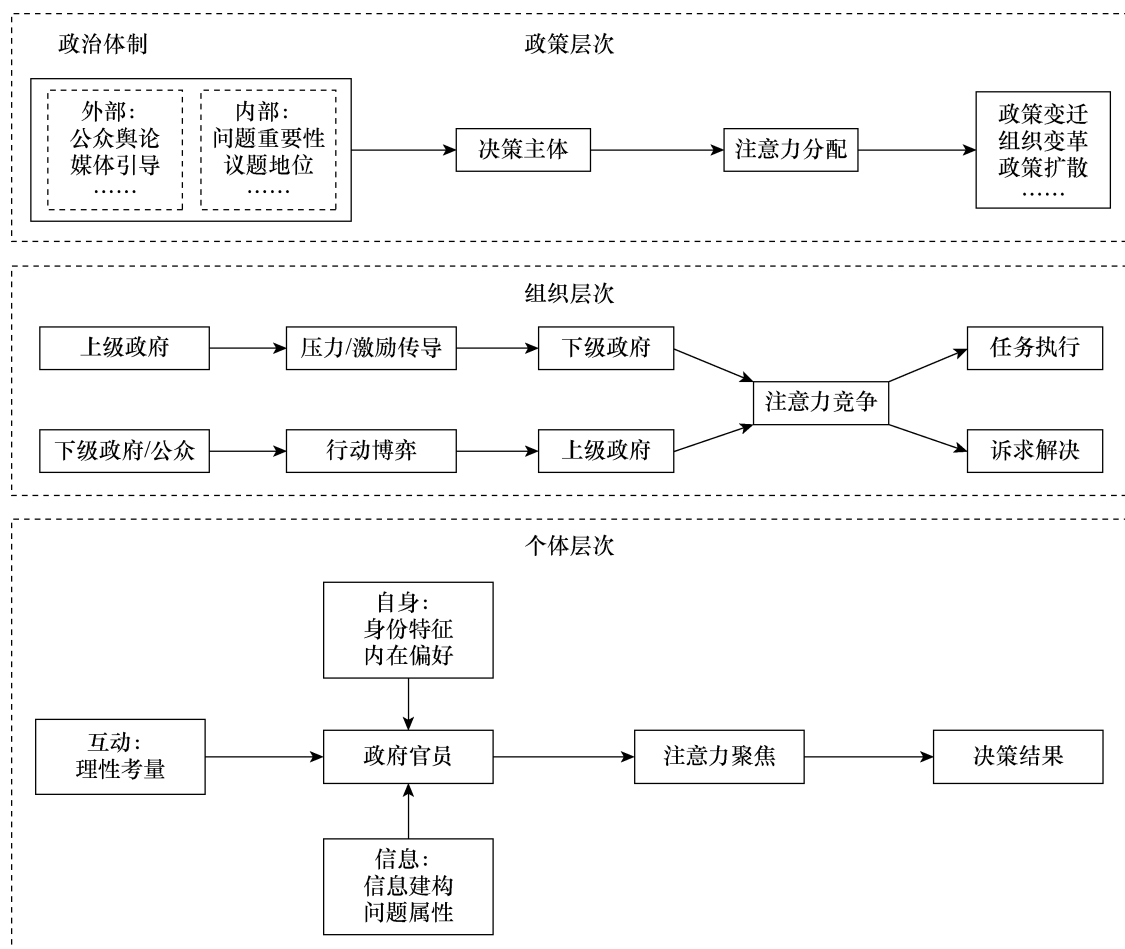 政治体制
政策层次
外部：
公众舆论
媒体引导
……
内部：
问题重要性
议题地位
……
决策主体
注意力分配
政策变迁
组织变革
政策扩散
……
组织层次
上级政府
压力/激励传导
下级政府
注意力竞争
任务执行
下级政府/公众
行动博弈
上级政府
诉求解决
个体层次
自身：
身份特征
内在偏好
互动：
理性考量
政府官员
注意力聚焦
决策结果
信息：
信息建构
问题属性